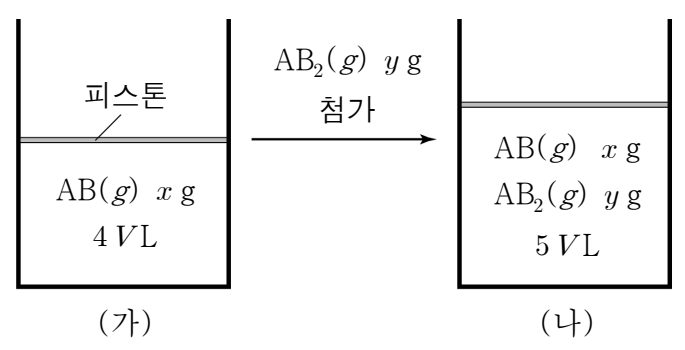 피스톤
AB(g) x g
4 V L
(가)
AB₂(g) y g
첨가
AB(g) x g
AB₂(g) y g
5 V L
(나)